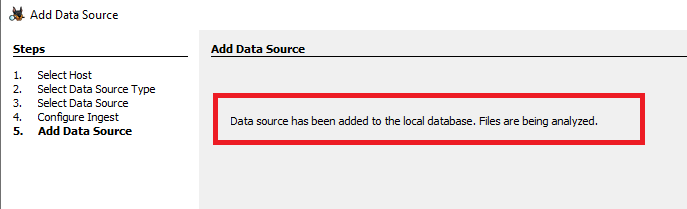 Add Data Source
Steps
Add Data Source
1. Select Host
2. Select Data Source Type
3. Select Data Source
4. Configure Ingest
5. Add Data Source
Data source has been added to the local database. Files are being analyzed.